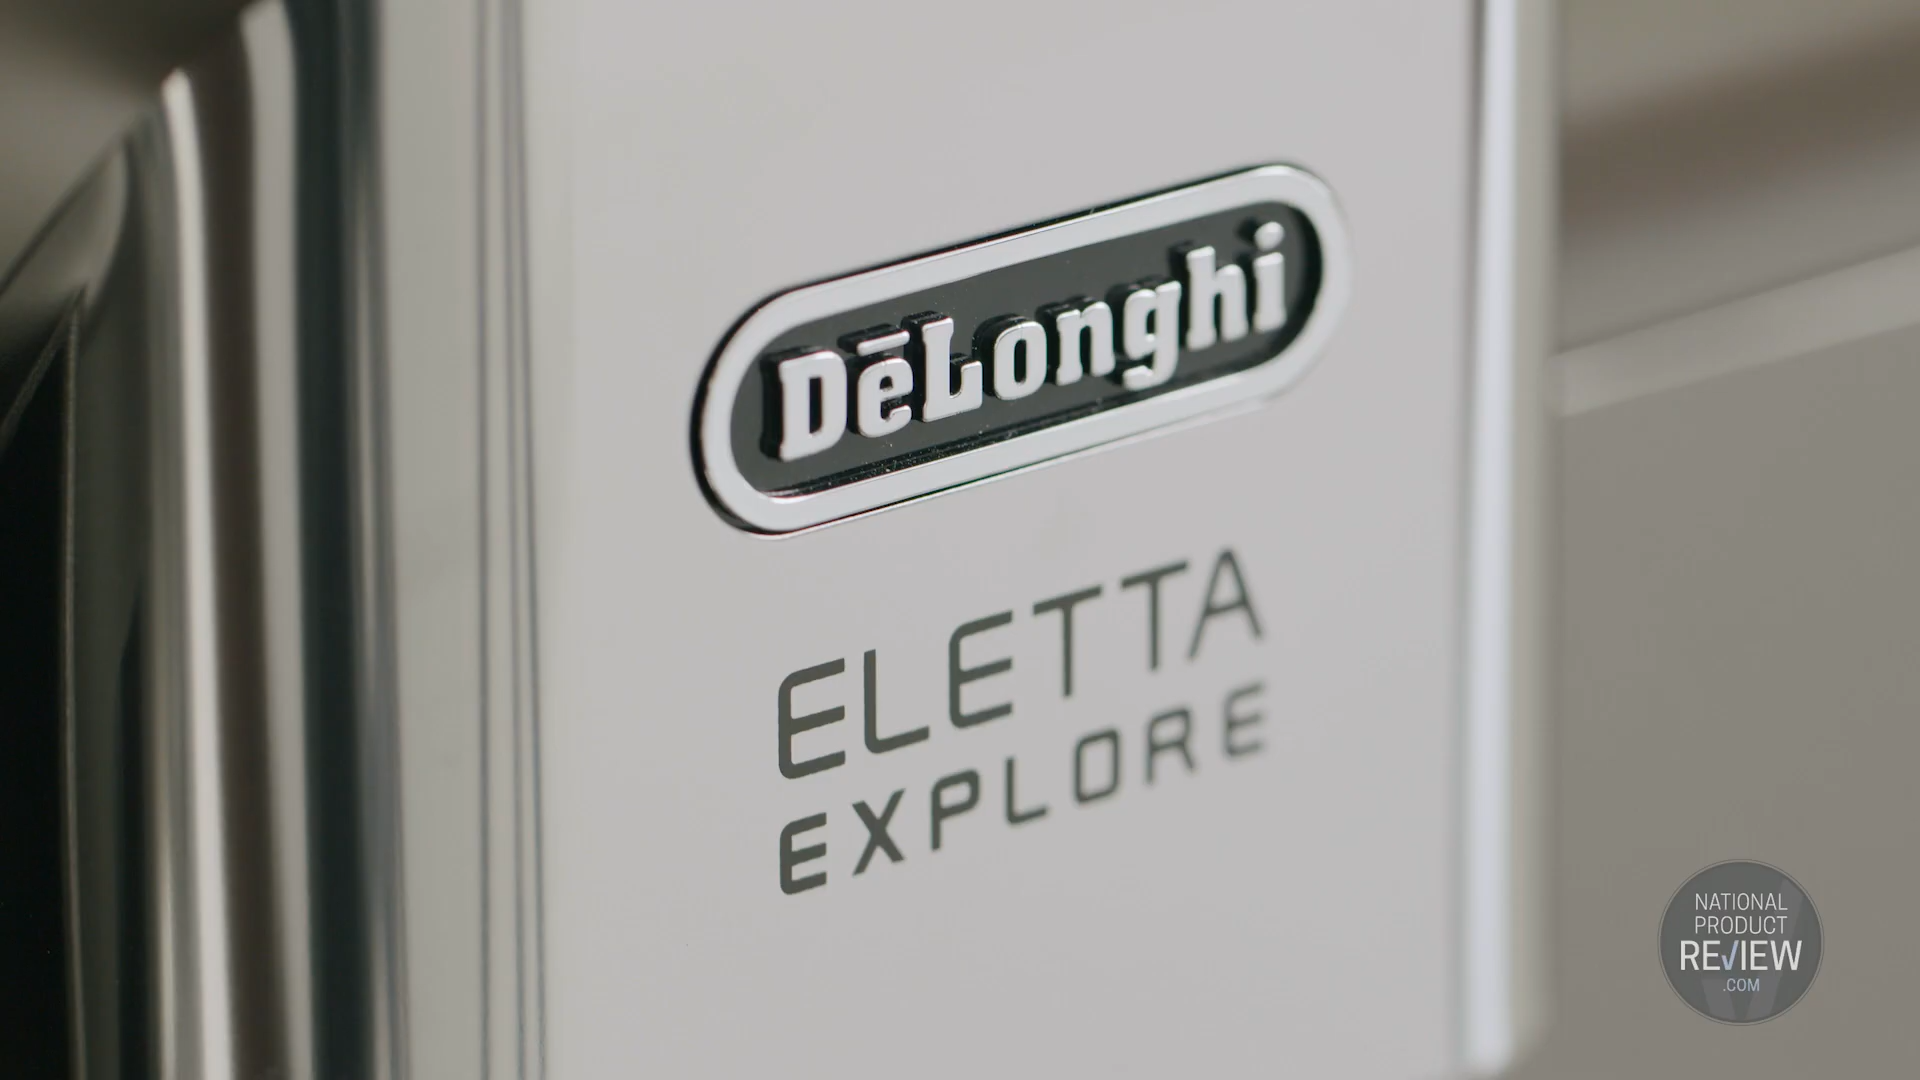 DēLonghi
ELETTA
EXPLORE
NATIONAL
PRODUCT
REVIEW
.COM